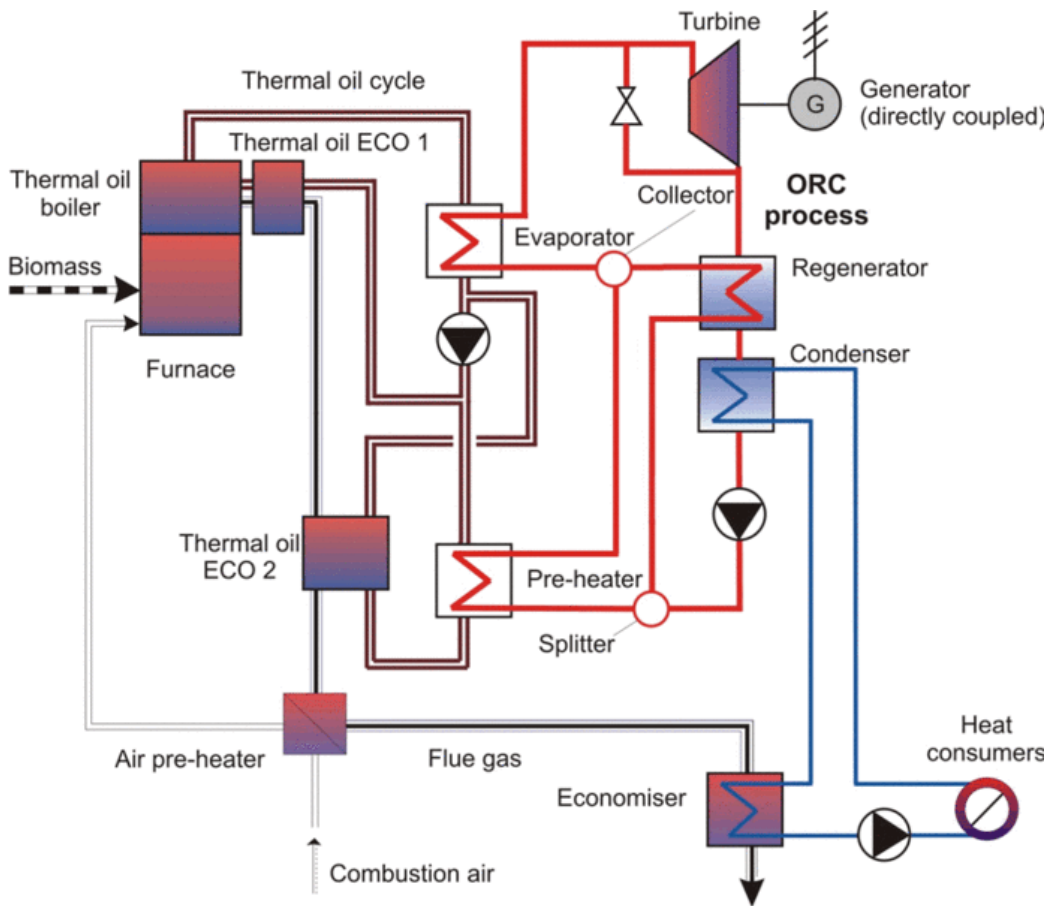 Turbine
Thermal oil cycle
Generator
(directly coupled)
G
Thermal oil ECO 1
Thermal oil
boiler
Collector
ORC
process
Evaporator
Biomass
Regenerator
Furnace
Condenser
Thermal oil
ECO 2
Pre-heater
Splitter
Heat
consumers
Air pre-heater
Flue gas
Economiser
Combustion air